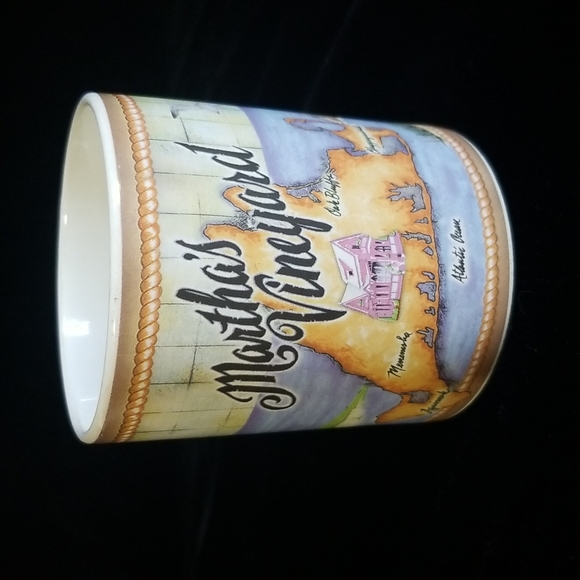 Martha's
Vineyard
Oak Bluffs
Menemsha
Atlantic Ocean